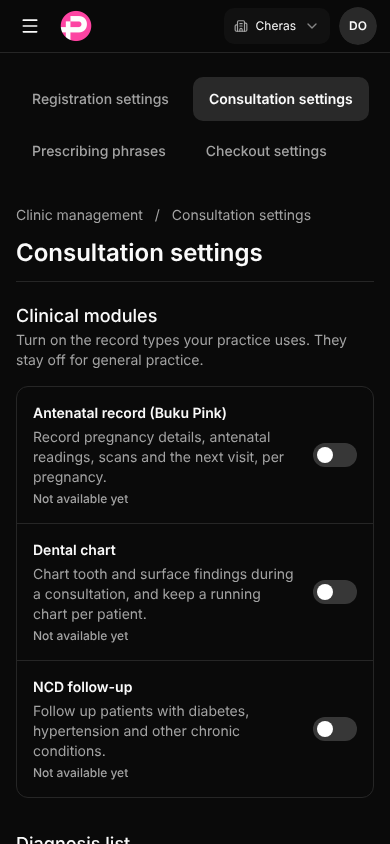 Cheras
DO
Registration settings
Consultation settings
Prescribing phrases
Checkout settings
Clinic management / Consultation settings
Consultation settings
Clinical modules
Turn on the record types your practice uses. They
stay off for general practice.
Antenatal record (Buku Pink)
Record pregnancy details, antenatal
readings, scans and the next visit, per
pregnancy.
Not available yet
Dental chart
Chart tooth and surface findings during
a consultation, and keep a running
chart per patient.
Not available yet
NCD follow-up
Follow up patients with diabetes,
hypertension and other chronic
conditions.
Not available yet
Diagnosis list